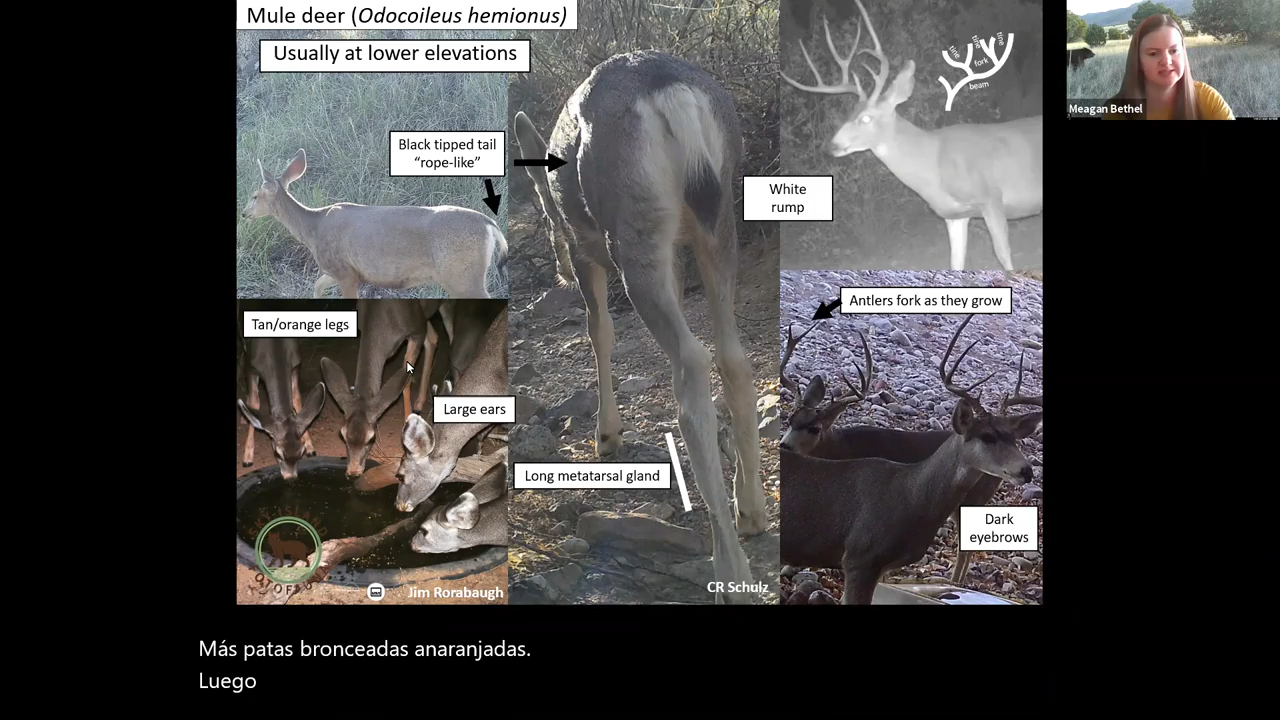 Mule deer (Odocoileus hemionus)
Usually at lower elevations
Black tipped tail
“rope-like”
White
rump
tine
tine
tine
fork
beam
Meagan Bethel
Antlers fork as they grow
Tan/orange legs
Large ears
Long metatarsal gland
Dark
eyebrows
Jim Rorabaugh
CR Schulz
Más patas bronceadas anaranjadas.
Luego